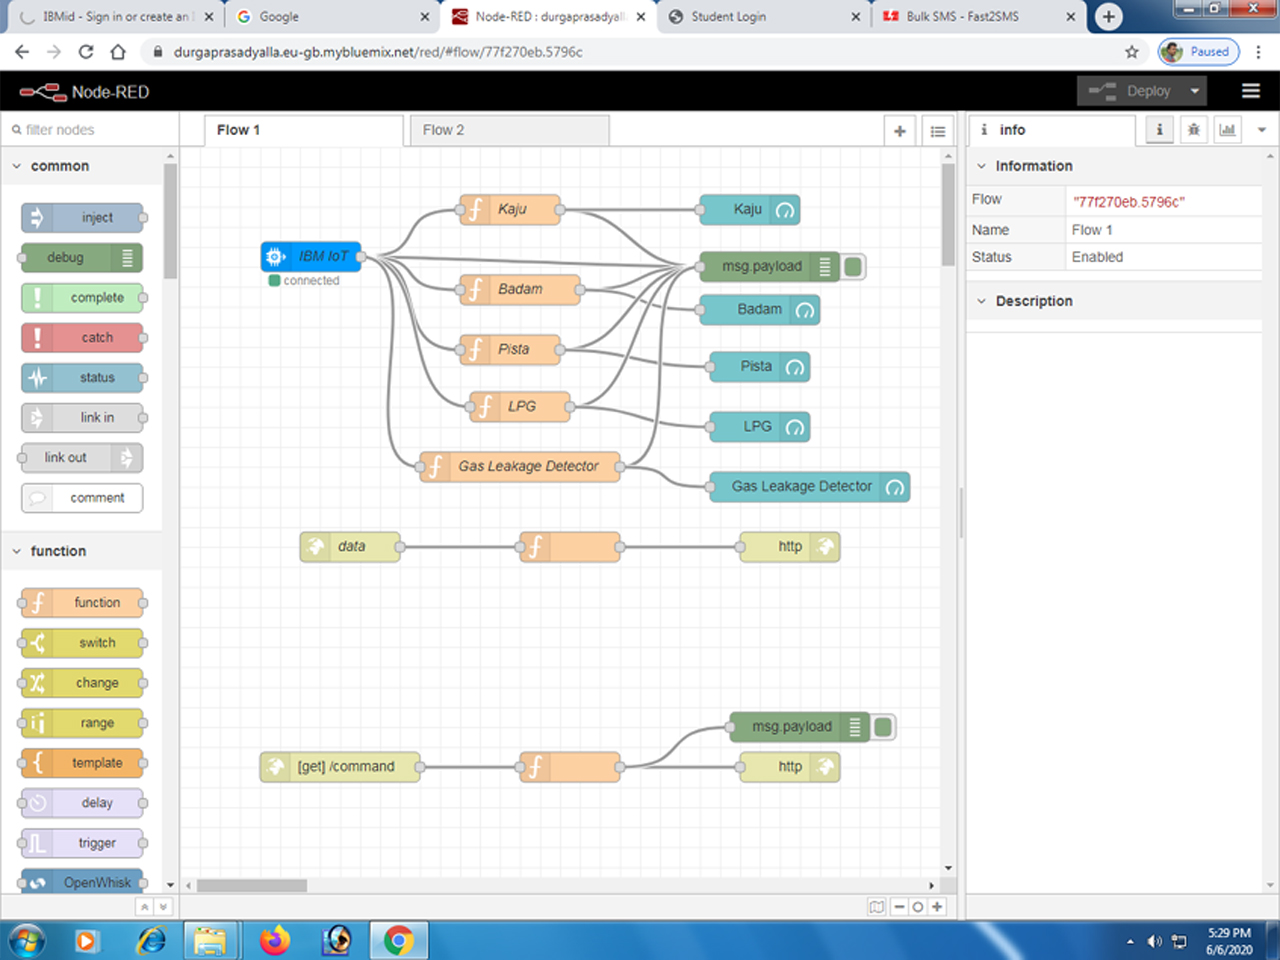 IBMid - Sign in or create an
Google
Node-RED : durgaprasadyalla
Student Login
Bulk SMS - Fast2SMS
durgaprasadyalla.eu-gb.mybluemix.net/red/#flow/77f270eb.5796c
Paused
Node-RED
Deploy
filter nodes
Flow 1
Flow 2
info
common
inject
debug
complete
catch
status
link in
link out
comment
function
function
switch
change
range
template
delay
trigger
OpenWhisk
IBM IoT
connected
Kaju
Kaju
msg.payload
Badam
Badam
Pista
Pista
LPG
LPG
Gas Leakage Detector
Gas Leakage Detector
data
http
msg.payload
[get] /command
http
Information
Flow
"77f270eb.5796c"
Name
Flow 1
Status
Enabled
Description
5:29 PM
6/6/2020